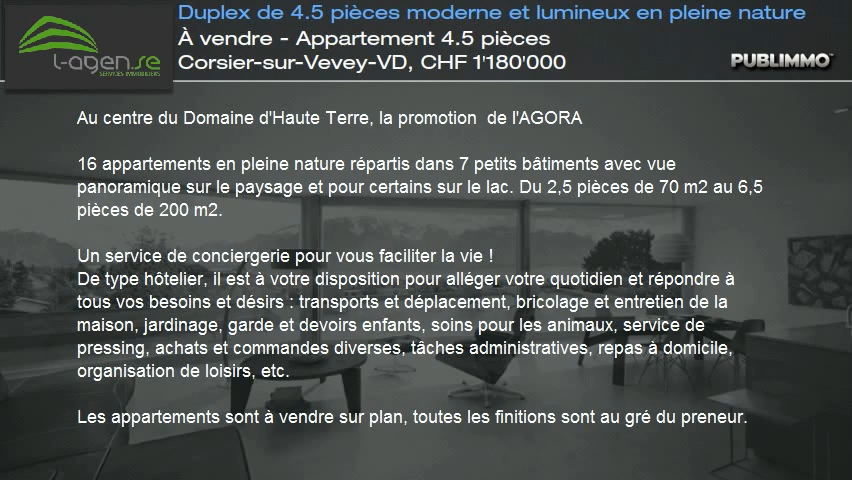 Duplex de 4.5 pièces moderne et lumineux en pleine nature
À vendre - Appartement 4.5 pièces
Corsier-sur-Vevey-VD, CHF 1'180'000
l-agen.se
SERVICES IMMOBILIERS
PUBLIMMO
Au centre du Domaine d'Haute Terre, la promotion  de l'AGORA
16 appartements en pleine nature répartis dans 7 petits bâtiments avec vue
panoramique sur le paysage et pour certains sur le lac. Du 2,5 pièces de 70 m2 au 6,5
pièces de 200 m2.
Un service de conciergerie pour vous faciliter la vie !
De type hôtelier, il est à votre disposition pour alléger votre quotidien et répondre à
tous vos besoins et désirs : transports et déplacement, bricolage et entretien de la
maison, jardinage, garde et devoirs enfants, soins pour les animaux, service de
pressing, achats et commandes diverses, tâches administratives, repas à domicile,
organisation de loisirs, etc.
Les appartements sont à vendre sur plan, toutes les finitions sont au gré du preneur.